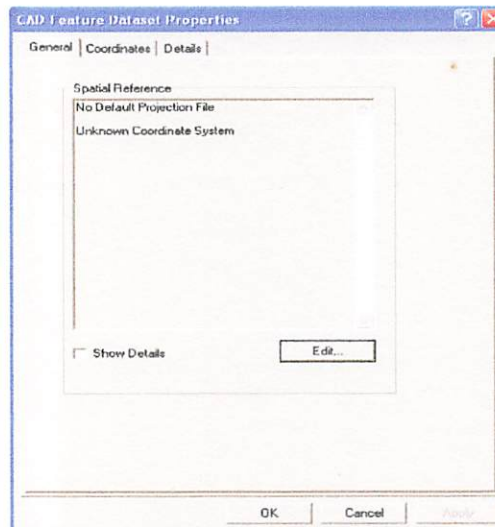 CAD Feature Dataset Properties
General Coordinates Details
Spatial Reference
No Default Projection File
Unknown Coordinate System
Show Details Edit...
OK Cancel Apply